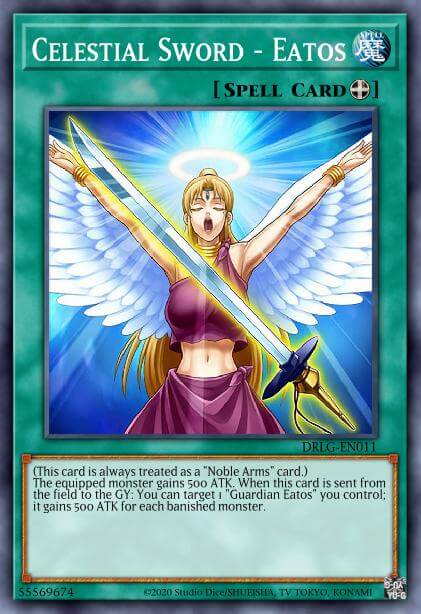 Celestial Sword - Eatos
[Spell Card]
DRLG-EN011
(This card is always treated as a "Noble Arms" card.)
The equipped monster gains 500 ATK. When this card is sent
from the field to the GY: You can target 1 "Guardian Eatos" you control;
it gains 500 ATK for each banished monster.
55569674 ©2020 Studio Dice/SHUEISHA, TV TOKYO, KONAMI